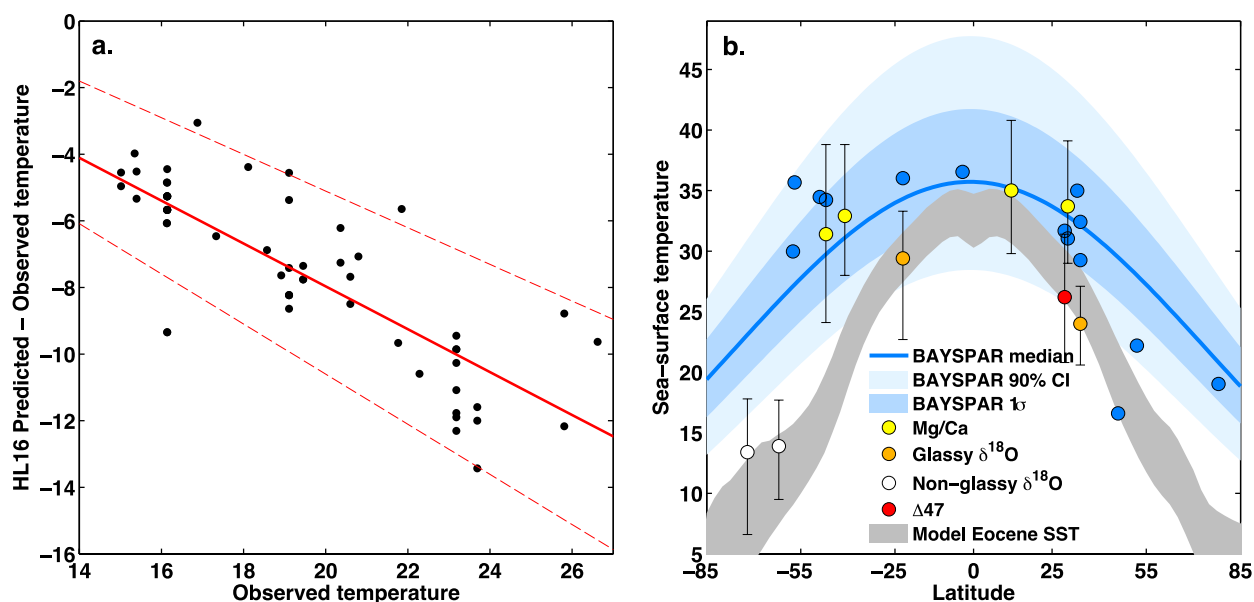 a.
HL16 Predicted – Observed temperature
0
−2
−4
−6
−8
−10
−12
−14
−16
14
16
18
20
22
24
26
Observed temperature
b.
Sea−surface temperature
45
40
35
30
25
20
15
10
5
BAYSPAR median
BAYSPAR 90% CI
BAYSPAR 1σ
Mg/Ca
Glassy δ18O
Non−glassy δ18O
Δ47
Model Eocene SST
−85
−55
−25
0
25
55
85
Latitude